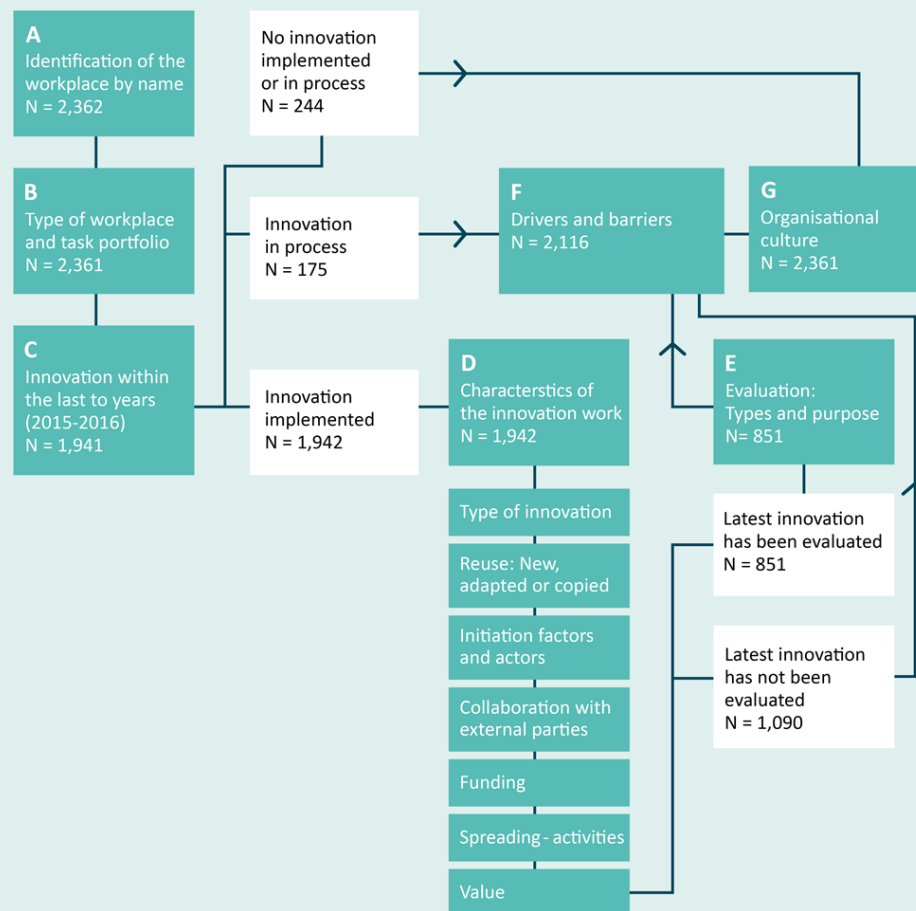 A
Identification of the
workplace by name
N = 2,362
No innovation
implemented
or in process
N = 244
B
Type of workplace
and task portfolio
N = 2,361
Innovation
in process
N = 175
F
Drivers and barriers
N = 2,116
G
Organisational
culture
N = 2,361
C
Innovation within
the last to years
(2015-2016)
N = 1,941
Innovation
implemented
N = 1,942
D
Characterstics of
the innovation work
N = 1,942
E
Evaluation:
Types and purpose
N= 851
Type of innovation
Reuse: New,
adapted or copied
Initiation factors
and actors
Collaboration with
external parties
Funding
Spreading - activities
Value
Latest innovation
has been evaluated
N = 851
Latest innovation
has not been
evaluated
N = 1,090